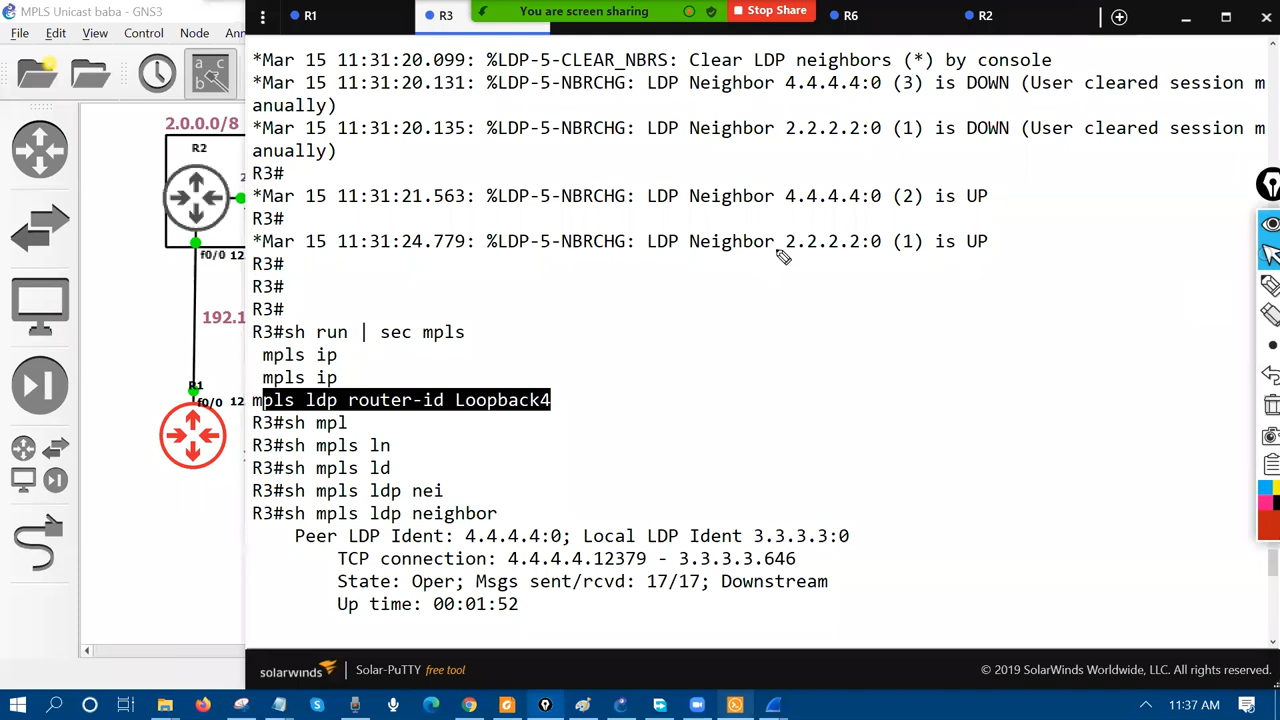 MPLS Unicast baba - GNS3
File Edit View Control Node Ann
R1
R3
You are screen sharing
Stop Share
R6
R2
a c
b
2.0.0.0/8
R2
2
f0/0 12
192.1
R1
f0/0 12
*Mar 15 11:31:20.099: %LDP-5-CLEAR_NBRS: Clear LDP neighbors (*) by console
*Mar 15 11:31:20.131: %LDP-5-NBRCHG: LDP Neighbor 4.4.4.4:0 (3) is DOWN (User cleared session m
anually)
*Mar 15 11:31:20.135: %LDP-5-NBRCHG: LDP Neighbor 2.2.2.2:0 (1) is DOWN (User cleared session m
anually)
R3#
*Mar 15 11:31:21.563: %LDP-5-NBRCHG: LDP Neighbor 4.4.4.4:0 (2) is UP
R3#
*Mar 15 11:31:24.779: %LDP-5-NBRCHG: LDP Neighbor 2.2.2.2:0 (1) is UP
R3#
R3#
R3#
R3#sh run | sec mpls
mpls ip
mpls ip
mpls ldp router-id Loopback4
R3#sh mpl
R3#sh mpls ln
R3#sh mpls ld
R3#sh mpls ldp nei
R3#sh mpls ldp neighbor
Peer LDP Ident: 4.4.4.4:0; Local LDP Ident 3.3.3.3:0
TCP connection: 4.4.4.4.12379 - 3.3.3.3.646
State: Oper; Msgs sent/rcvd: 17/17; Downstream
Up time: 00:01:52
solarwinds
Solar-PuTTY free tool
© 2019 SolarWinds Worldwide, LLC. All rights reserved.
11:37 AM